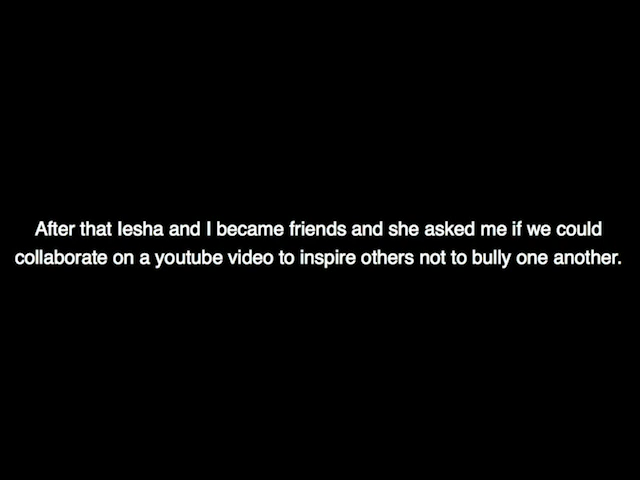 After that Iesha and I became friends and she asked me if we could
collaborate on a youtube video to inspire others not to bully one another.